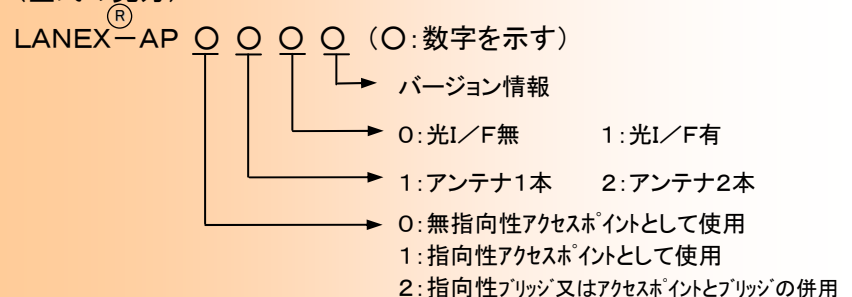 ®
LANEX－AP ○ ○ ○ ○ （○：数字を示す）
バージョン情報
０：光I／F無　　１：光I／F有
１：アンテナ１本　　２：アンテナ２本
０：無指向性ｱｸｾｽﾎﾟｲﾝﾄとして使用
１：指向性ｱｸｾｽﾎﾟｲﾝﾄとして使用
２：指向性ﾌﾞﾘｯｼﾞ又はｱｸｾｽﾎﾟｲﾝﾄとﾌﾞﾘｯｼﾞの併用